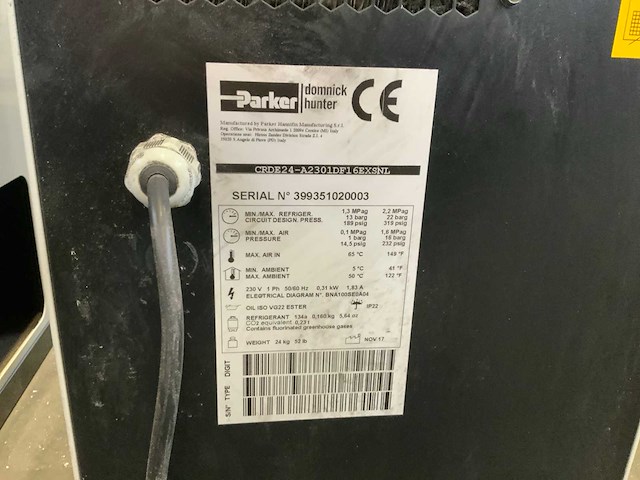 Parker domnick hunter CE
Manufactured by Parker Hannifin Manufacturing S.r.l.
CRDE24-A2301DF16EXSNL
SERIAL N° 399351020003
MIN./MAX. REFRIGER. 1,3 MPag 2,2 MPag
CIRCUIT DESIGN. PRESS. 13 barg 22 barg
189 psig 319 psig
MIN./MAX. AIR 0,1 MPag 1,6 MPag
PRESSURE 1 barg 16 barg
14,5 psig 232 psig
MAX. AIR IN 65 °C 149 °F
MIN. AMBIENT 5 °C 41 °F
MAX. AMBIENT 50 °C 122 °F
230 V 1 Ph 50/60 Hz 0,31 kW 1,83 A
ELECTRICAL DIAGRAM N°.
OIL ISO VG22 ESTER IP22
REFRIGERANT 134a 0,160 kg 5,64 oz
CO2 equivalent 0,23 t
Contains fluorinated greenhouse gases
WEIGHT 24 kg 52 lb NOV 17
S/N° TYPE DIGIT